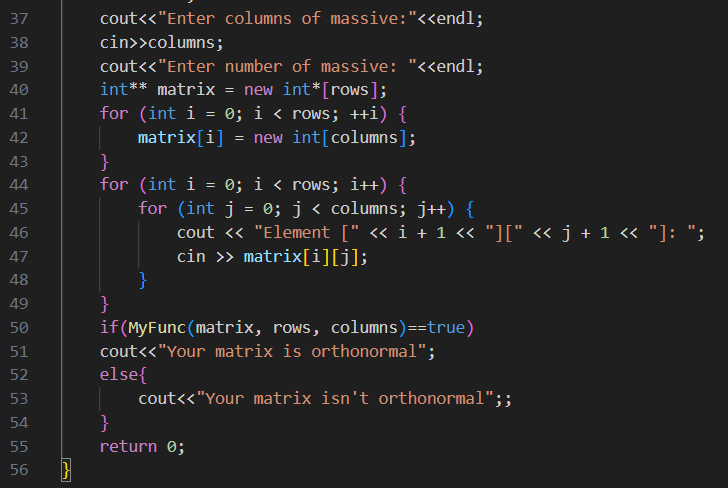 37 cout<<"Enter columns of massive:"<<endl;
38 cin>>columns;
39 cout<<"Enter number of massive: "<<endl;
40 int** matrix = new int*[rows];
41 for (int i = 0; i < rows; ++i) {
42 matrix[i] = new int[columns];
43 }
44 for (int i = 0; i < rows; i++) {
45 for (int j = 0; j < columns; j++) {
46 cout << "Element [" << i + 1 << "][" << j + 1 << "]: ";
47 cin >> matrix[i][j];
48 }
49 }
50 if(MyFunc(matrix, rows, columns)==true)
51 cout<<"Your matrix is orthonormal";
52 else{
53 cout<<"Your matrix isn't orthonormal";;
54 }
55 return 0;
56 }